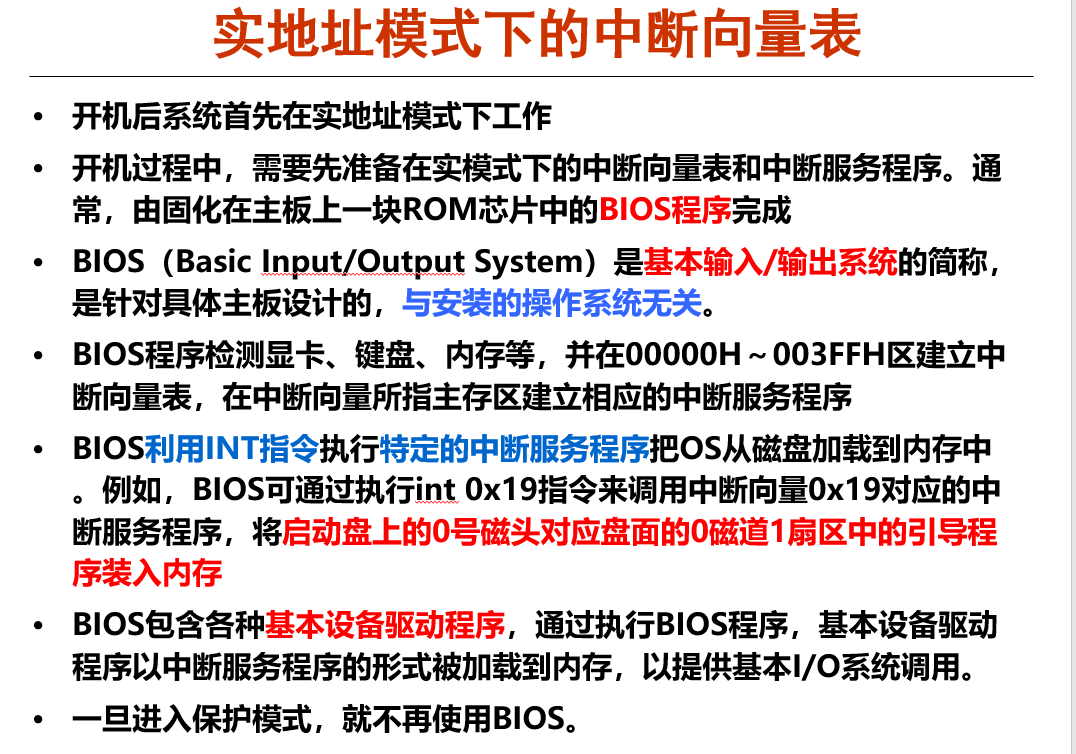 实地址模式下的中断向量表
• 开机后系统首先在实地址模式下工作
• 开机过程中，需要先准备在实模式下的中断向量表和中断服务程序。通
常，由固化在主板上一块ROM芯片中的BIOS程序完成
• BIOS（Basic Input/Output System）是基本输入/输出系统的简称，
是针对具体主板设计的，与安装的操作系统无关。
• BIOS程序检测显卡、键盘、内存等，并在00000H～003FFH区建立中
断向量表，在中断向量所指主存区建立相应的中断服务程序
• BIOS利用INT指令执行特定的中断服务程序把OS从磁盘加载到内存中
。例如，BIOS可通过执行int 0x19指令来调用中断向量0x19对应的中
断服务程序，将启动盘上的0号磁头对应盘面的0磁道1扇区中的引导程
序装入内存
• BIOS包含各种基本设备驱动程序，通过执行BIOS程序，基本设备驱动
程序以中断服务程序的形式被加载到内存，以提供基本I/O系统调用。
• 一旦进入保护模式，就不再使用BIOS。